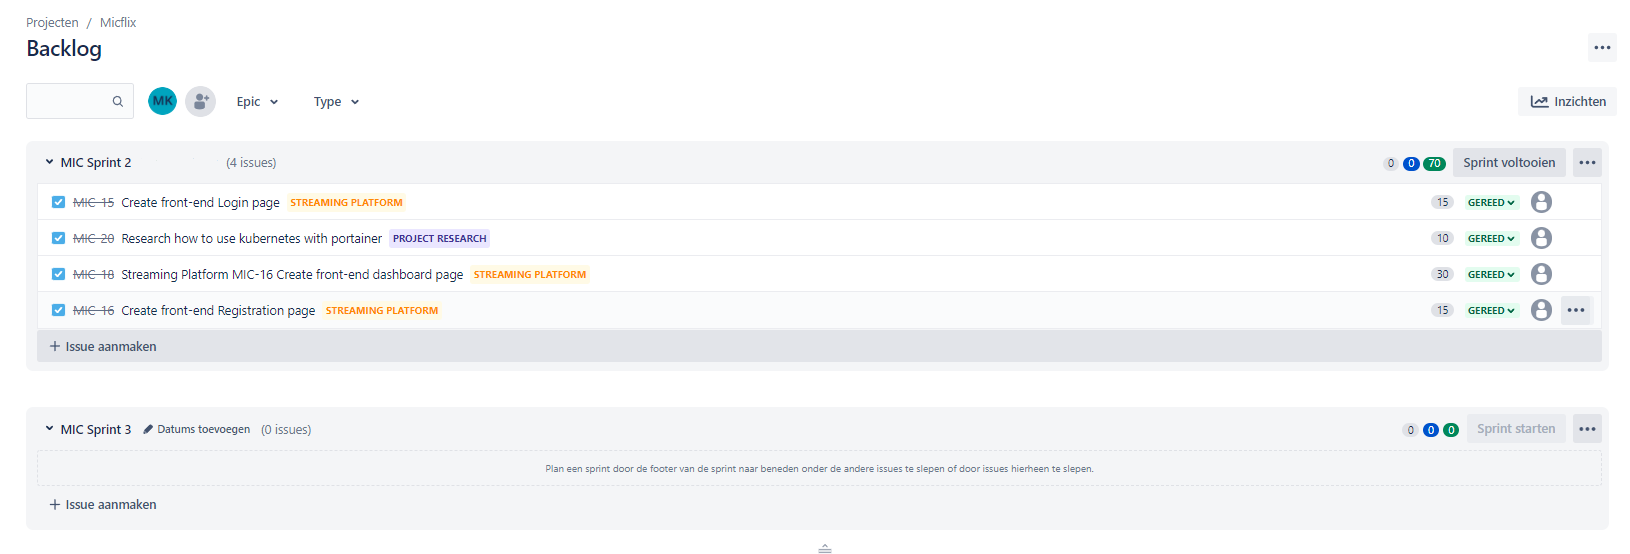 Projecten / Micflix
Backlog
MK Epic Type Inzichten
MIC Sprint 2 (4 issues) 0 0 70 Sprint voltooien
MIC-15 Create front-end Login page STREAMING PLATFORM 15 GEREED
MIC-20 Research how to use kubernetes with portainer PROJECT RESEARCH 10 GEREED
MIC-18 Streaming Platform MIC-16 Create front-end dashboard page STREAMING PLATFORM 30 GEREED
MIC-16 Create front-end Registration page STREAMING PLATFORM 15 GEREED
+ Issue aanmaken
MIC Sprint 3 Datums toevoegen (0 issues) 0 0 0 Sprint starten
Plan een sprint door de footer van de sprint naar beneden onder de andere issues te slepen of door issues hierheen te slepen.
+ Issue aanmaken